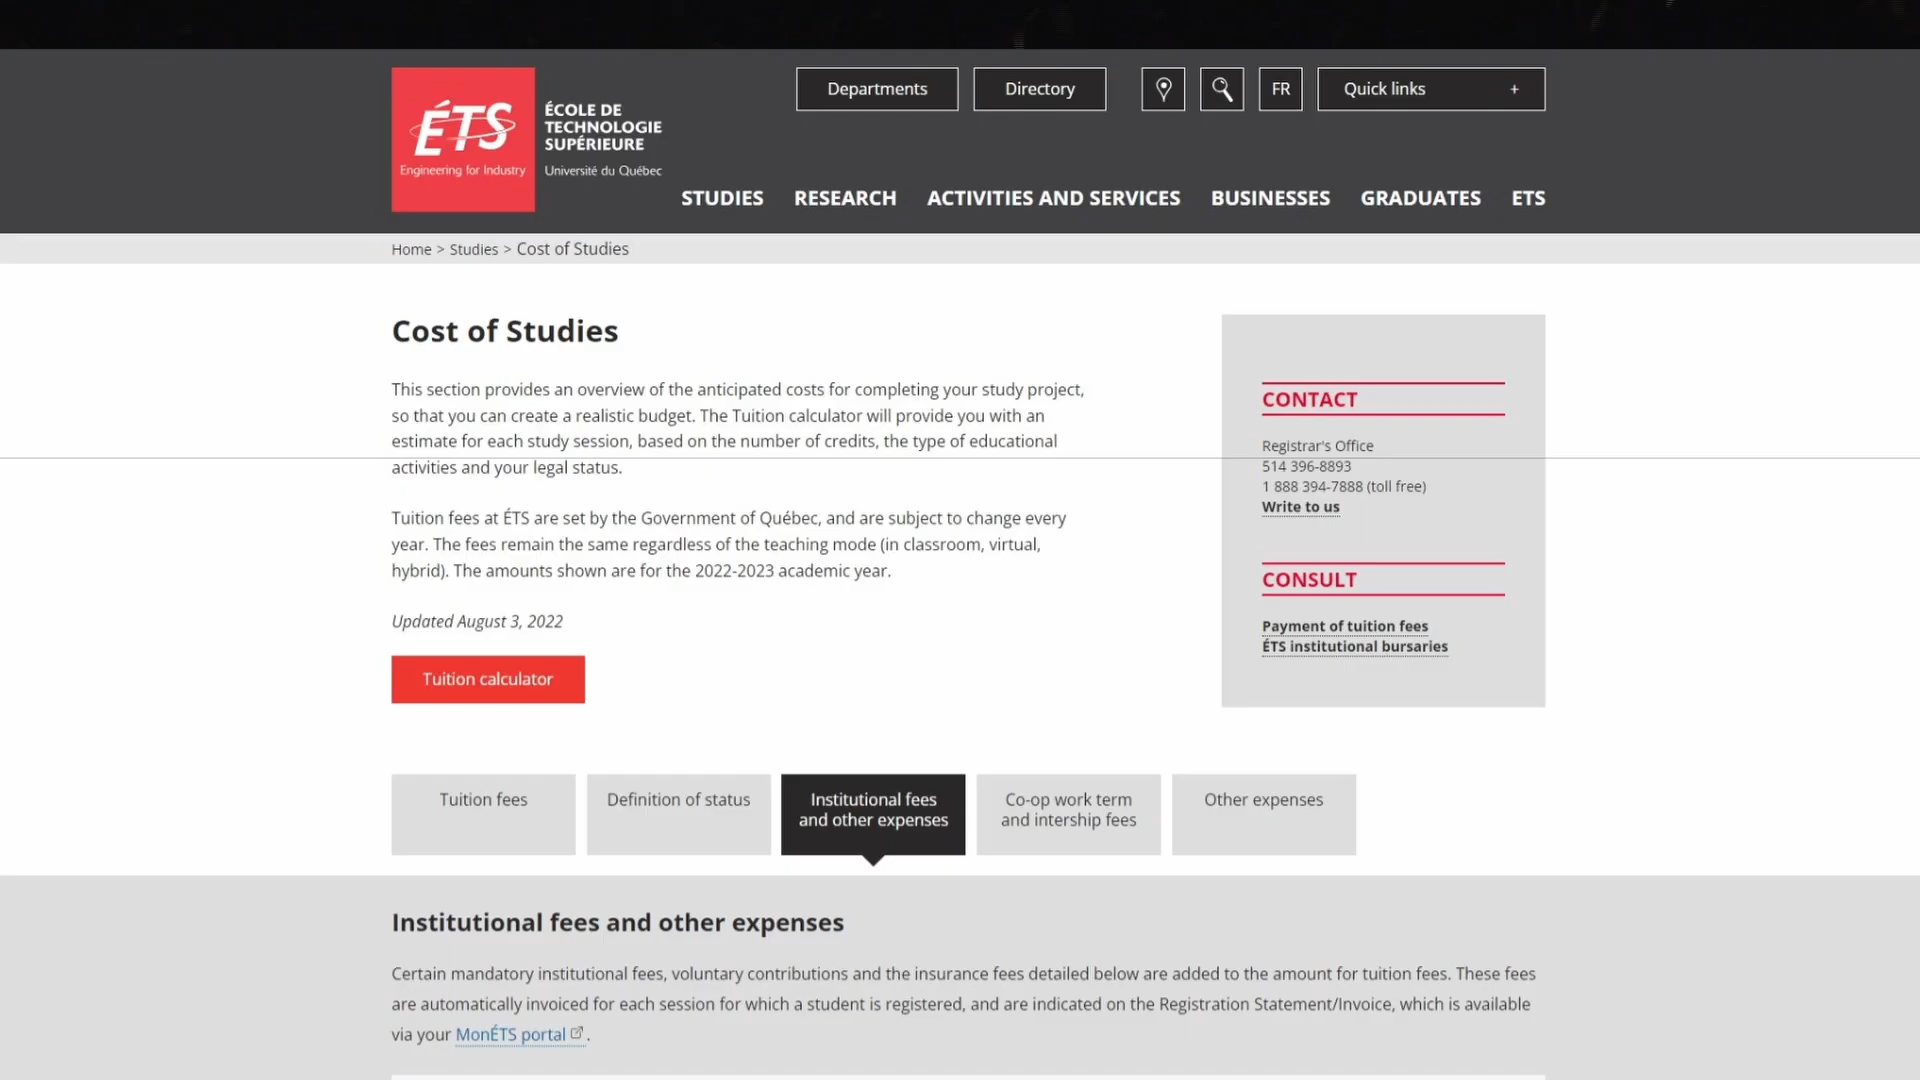 ÉTS
Engineering for Industry
ÉCOLE DE
TECHNOLOGIE
SUPÉRIEURE
Université du Québec
Departments
Directory
FR
Quick links +
STUDIES RESEARCH ACTIVITIES AND SERVICES BUSINESSES GRADUATES ETS
Home > Studies > Cost of Studies
Cost of Studies
This section provides an overview of the anticipated costs for completing your study project,
so that you can create a realistic budget. The Tuition calculator will provide you with an
estimate for each study session, based on the number of credits, the type of educational
activities and your legal status.
Tuition fees at ÉTS are set by the Government of Québec, and are subject to change every
year. The fees remain the same regardless of the teaching mode (in classroom, virtual,
hybrid). The amounts shown are for the 2022-2023 academic year.
Updated August 3, 2022
Tuition calculator
CONTACT
Registrar's Office
514 396-8893
1 888 394-7888 (toll free)
Write to us
CONSULT
Payment of tuition fees
ÉTS institutional bursaries
Tuition fees
Definition of status
Institutional fees
and other expenses
Co-op work term
and intership fees
Other expenses
Institutional fees and other expenses
Certain mandatory institutional fees, voluntary contributions and the insurance fees detailed below are added to the amount for tuition fees. These fees
are automatically invoiced for each session for which a student is registered, and are indicated on the Registration Statement/Invoice, which is available
via your MonÉTS portal .